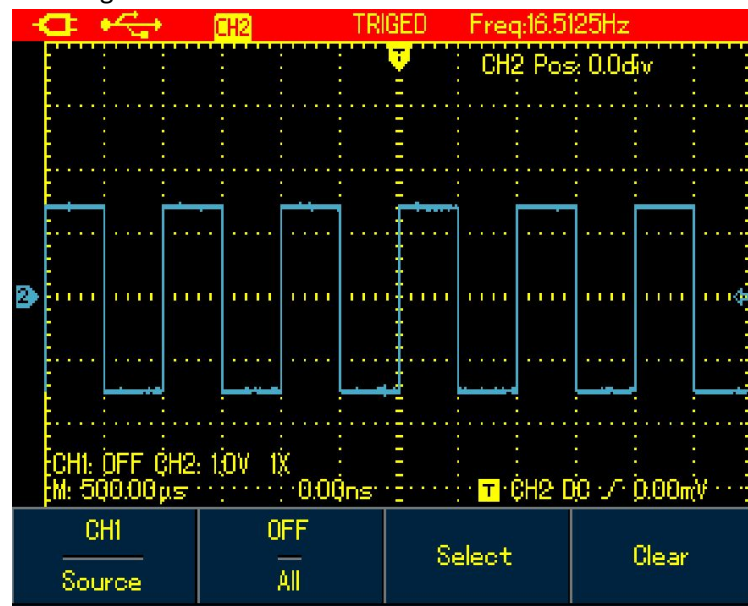 CH2 TRIGED Freq:16.5125Hz
T
CH2 Pos: 0.0div
2
CH1: OFF CH2: 1.0V 1X
M: 500.00µs 0.00ns T CH2 DC 0.00mV
CH1 OFF Select Clear
Source All